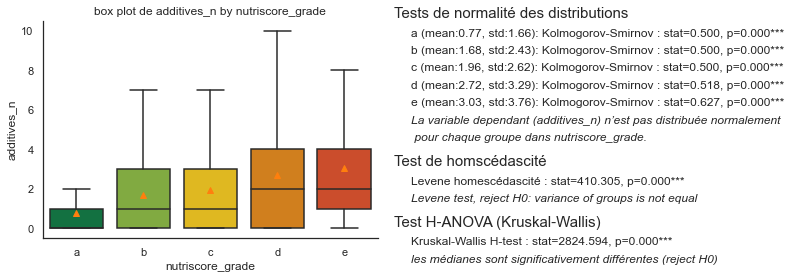 box plot de additives_n by nutriscore_grade
10
8
6
4
2
0
additives_n
a
b
c
d
e
nutriscore_grade
Tests de normalité des distributions
a (mean:0.77, std:1.66): Kolmogorov-Smirnov : stat=0.500, p=0.000***
b (mean:1.68, std:2.43): Kolmogorov-Smirnov : stat=0.500, p=0.000***
c (mean:1.96, std:2.62): Kolmogorov-Smirnov : stat=0.500, p=0.000***
d (mean:2.72, std:3.29): Kolmogorov-Smirnov : stat=0.518, p=0.000***
e (mean:3.03, std:3.76): Kolmogorov-Smirnov : stat=0.627, p=0.000***
La variable dependant (additives_n) n'est pas distribuée normalement
pour chaque groupe dans nutriscore_grade.
Test de homscédascité
Levene homescédascité : stat=410.305, p=0.000***
Levene test, reject H0: variance of groups is not equal
Test H-ANOVA (Kruskal-Wallis)
Kruskal-Wallis H-test : stat=2824.594, p=0.000***
les médianes sont significativement différentes (reject H0)